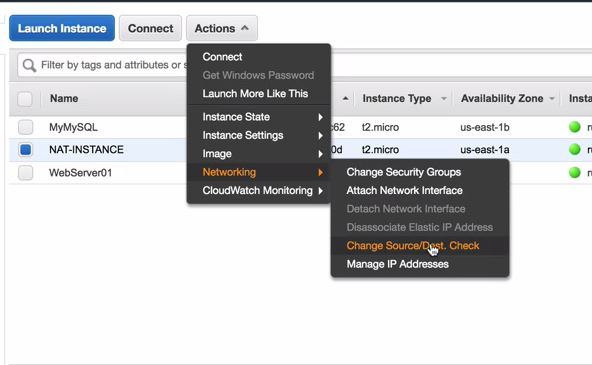 Launch Instance Connect Actions
Filter by tags and attributes or
Name Instance Type Availability Zone
MyMySQL c62 t2.micro us-east-1b
NAT-INSTANCE 0d t2.micro us-east-1a
WebServer01
Connect
Get Windows Password
Launch More Like This
Instance State
Instance Settings
Image
Networking
CloudWatch Monitoring
Change Security Groups
Attach Network Interface
Detach Network Interface
Disassociate Elastic IP Address
Change Source/Dest. Check
Manage IP Addresses